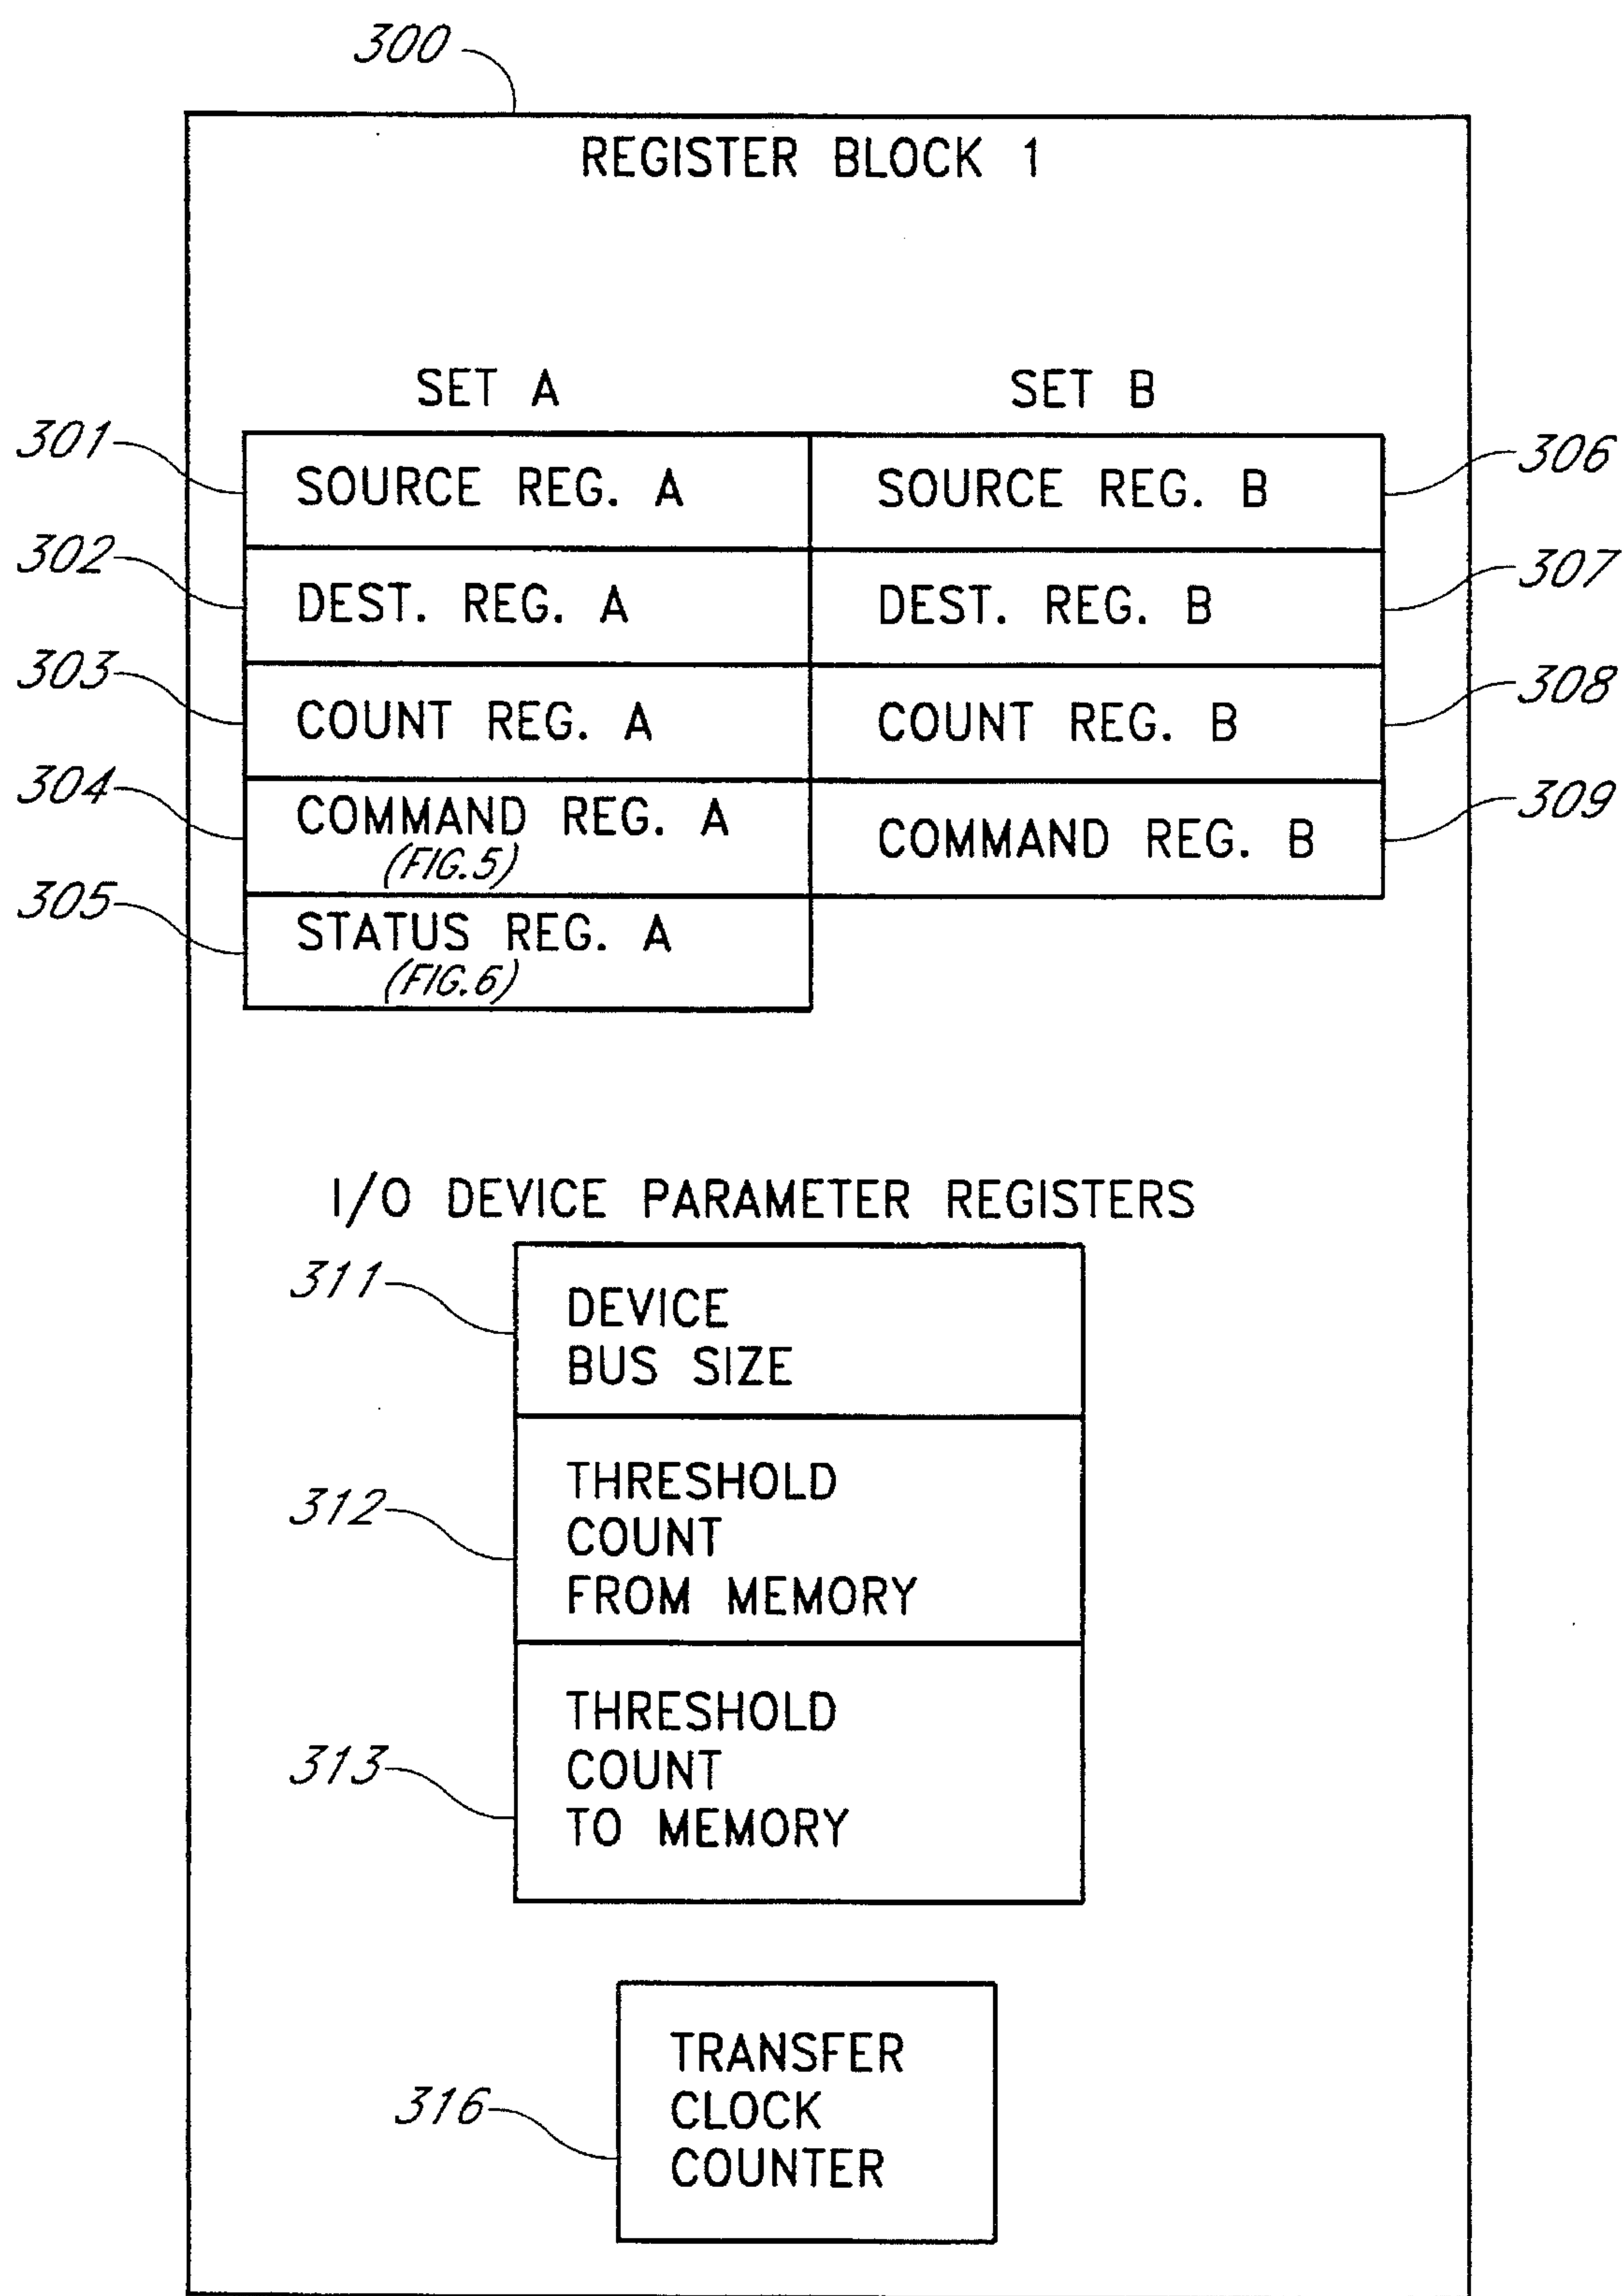 300
REGISTER BLOCK 1
SET A SET B
301 SOURCE REG. A SOURCE REG. B 306
302 DEST. REG. A DEST. REG. B 307
303 COUNT REG. A COUNT REG. B 308
304 COMMAND REG. A COMMAND REG. B 309
(FIG.5)
305 STATUS REG. A
(FIG.6)
I/O DEVICE PARAMETER REGISTERS
311 DEVICE
BUS SIZE
THRESHOLD
312 COUNT
FROM MEMORY
THRESHOLD
313 COUNT
TO MEMORY
TRANSFER
316 CLOCK
COUNTER